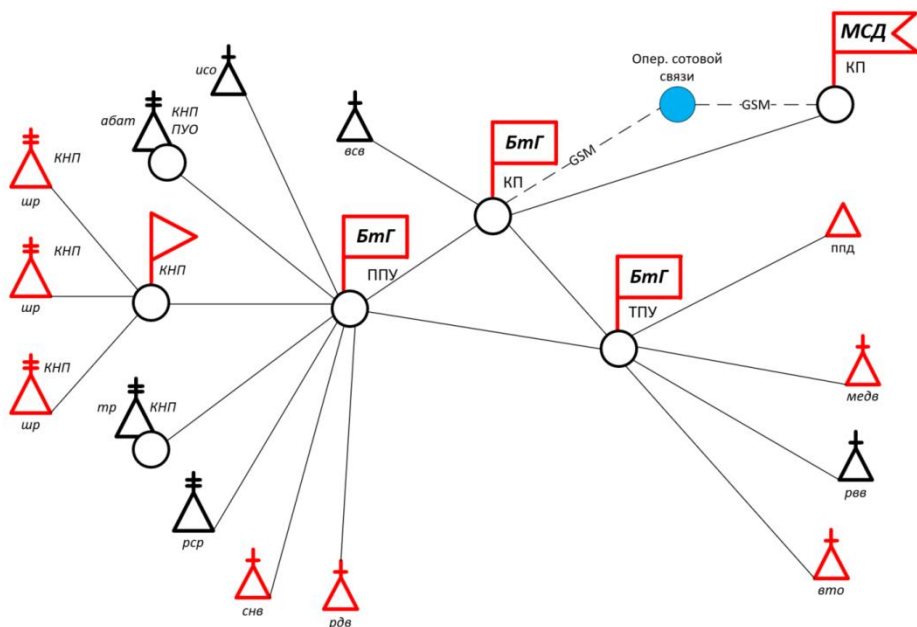 МСД
КП
Опер. сотовой
связи
GSM
GSM
исо
абат
КНП
ПУО
всв
БтГ
КП
КНП
шр
КНП
БтГ
ППУ
КНП
шр
БтГ
ТПУ
ппд
КНП
шр
тр
КНП
медв
рср
рвв
снв
рдв
вто